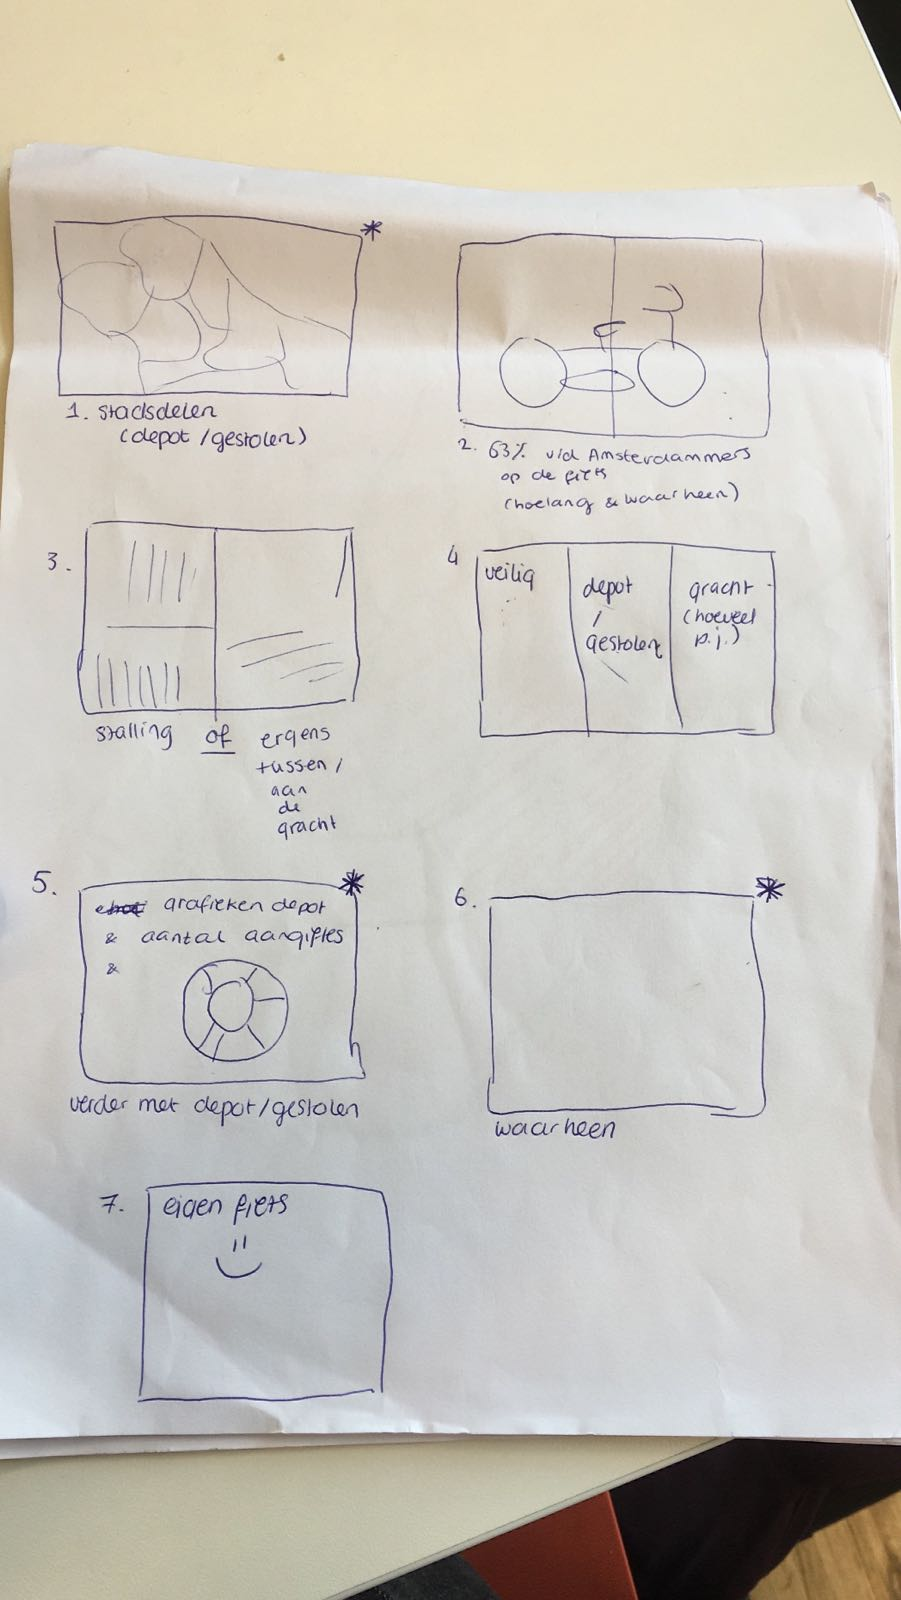 *
1. stadsdelen
(depot / gestolen)
2. 63% v/d Amsterdammers
op de fiets
(hoelang & waarheen)
3.
stalling of ergens
tussen /
aan
de
gracht
4
veilig
depot
/
gestolen
gracht
(hoeveel
p.j.)
5.
*
grafieken depot
& aantal aangiftes
&
verder met depot/gestolen
6.
*
waarheen
7.
eigen fiets